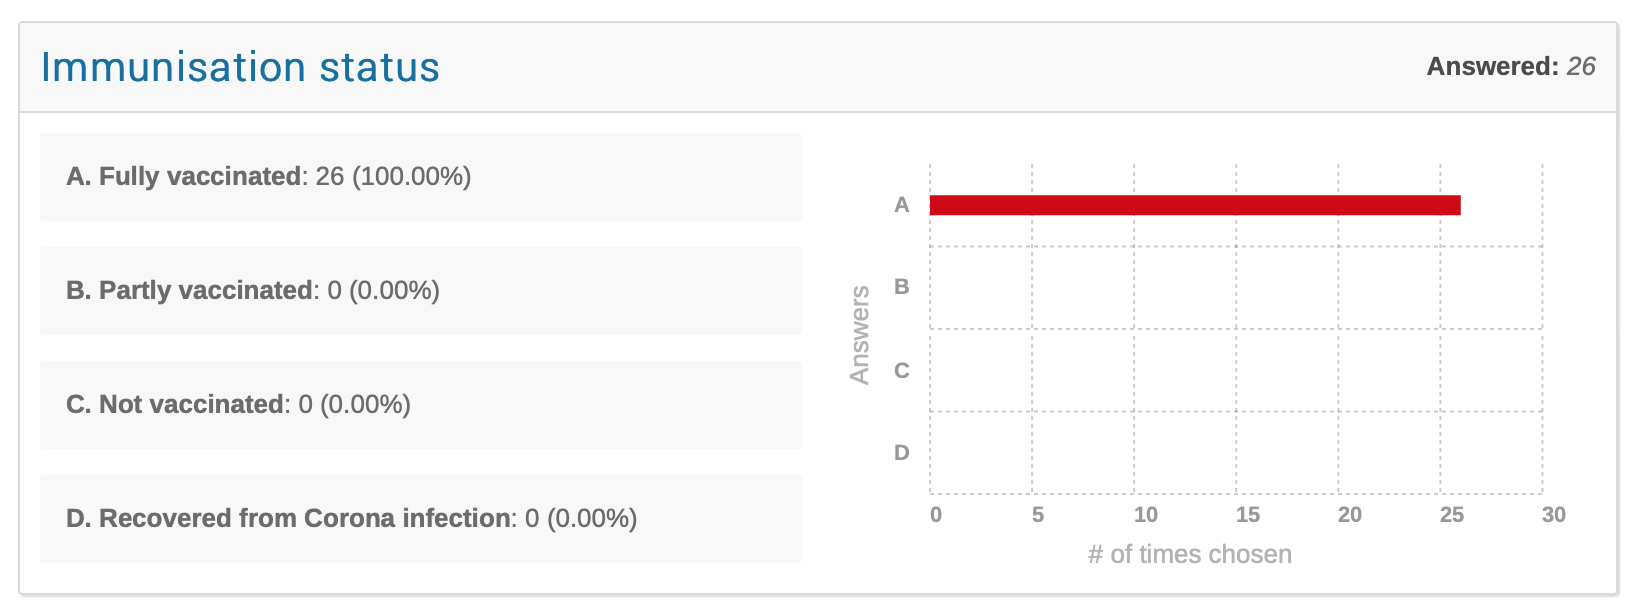 Immunisation status
Answered: 26
A. Fully vaccinated: 26 (100.00%)
B. Partly vaccinated: 0 (0.00%)
C. Not vaccinated: 0 (0.00%)
D. Recovered from Corona infection: 0 (0.00%)
Answers
A
B
C
D
0 5 10 15 20 25 30
# of times chosen